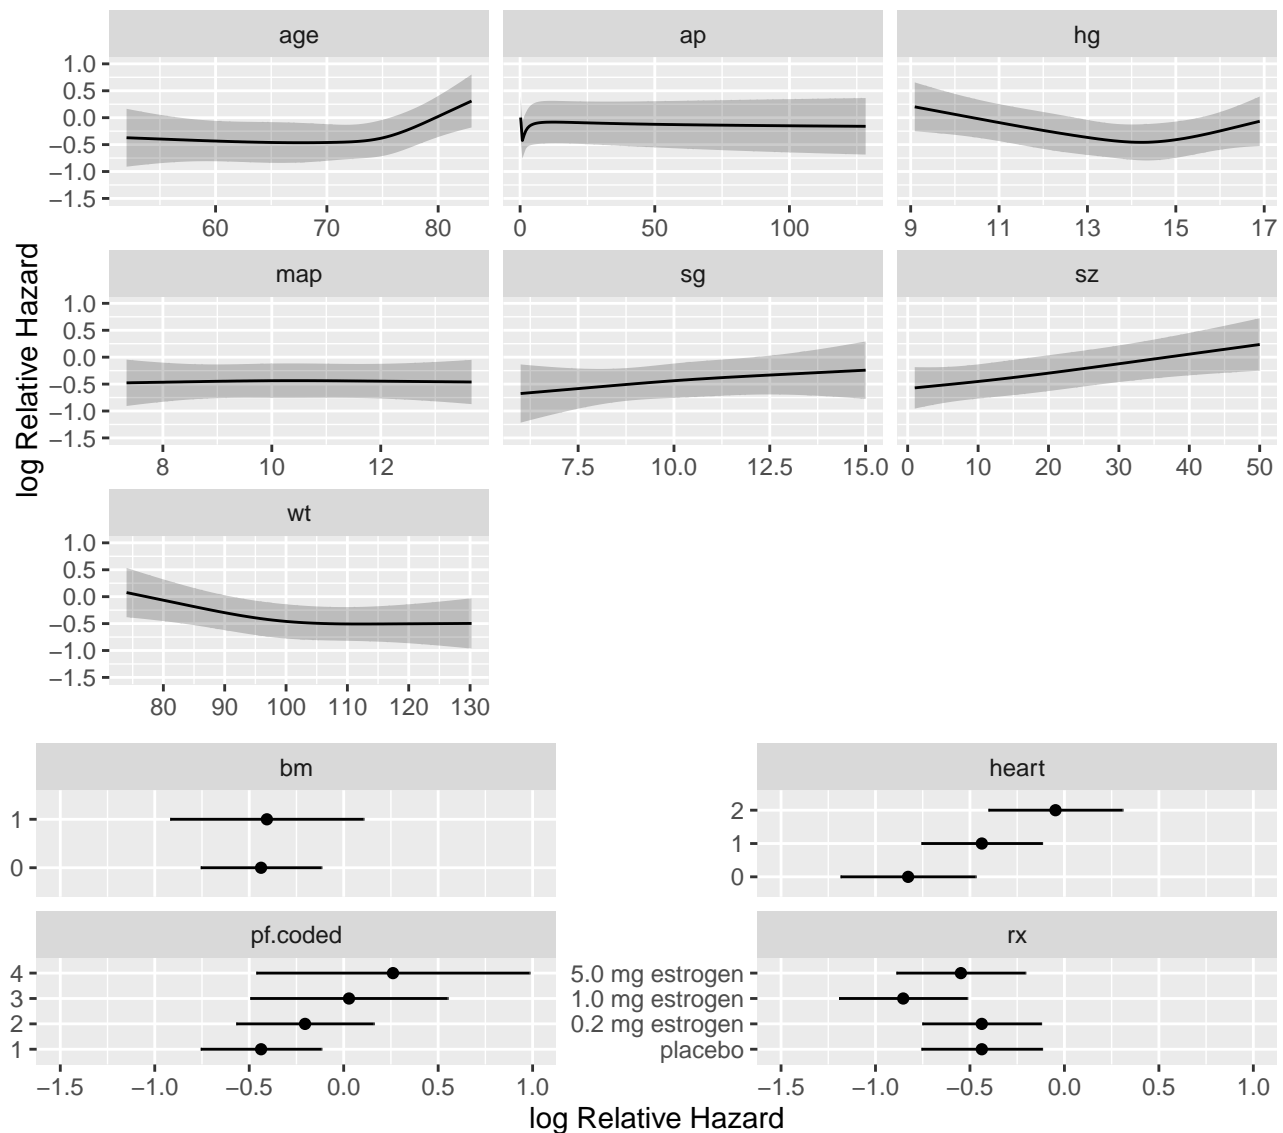 age ap hg
1.0
0.5
0.0
−0.5
−1.0
−1.5
60 70 80 0 50 100 9 11 13 15 17
map sg sz
1.0
0.5
0.0
−0.5
−1.0
−1.5
8 10 12 7.5 10.0 12.5 15.0 0 10 20 30 40 50
log Relative Hazard
wt
1.0
0.5
0.0
−0.5
−1.0
−1.5
80 90 100 110 120 130
bm heart
1
0
2
1
0
pf.coded rx
4
3
2
1
5.0 mg estrogen
1.0 mg estrogen
0.2 mg estrogen
placebo
−1.5 −1.0 −0.5 0.0 0.5 1.0 −1.5 −1.0 −0.5 0.0 0.5 1.0
log Relative Hazard